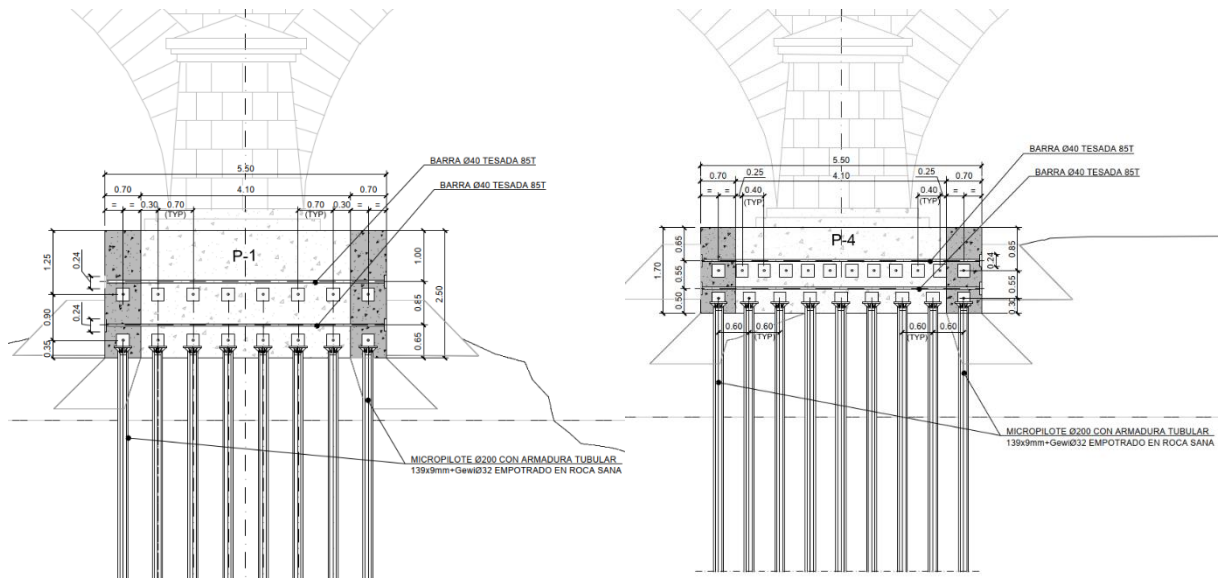 BARRA Ø40 TESADA 85T
BARRA Ø40 TESADA 85T
5.50
0.70
4.10
0.70
=
=
0.30
0.70
(TYP)
0.70
(TYP)
0.30
=
=
P-1
1.25
0.24
0.90
0.24
0.35
1.00
0.65
0.65
2.50
MICROPILOTE Ø200 CON ARMADURA TUBULAR
139x9mm+GewiØ32 EMPOTRADO EN ROCA SANA
BARRA Ø40 TESADA 85T
BARRA Ø40 TESADA 85T
5.50
0.70
0.25
4.10
0.25
0.70
=
=
0.40
(TYP)
0.40
(TYP)
=
=
P-4
1.70
0.65
0.55
0.50
0.85
0.24
0.55
0.30
0.60
0.60
(TYP)
0.60
(TYP)
0.60
MICROPILOTE Ø200 CON ARMADURA TUBULAR
139x9mm+GewiØ32 EMPOTRADO EN ROCA SANA